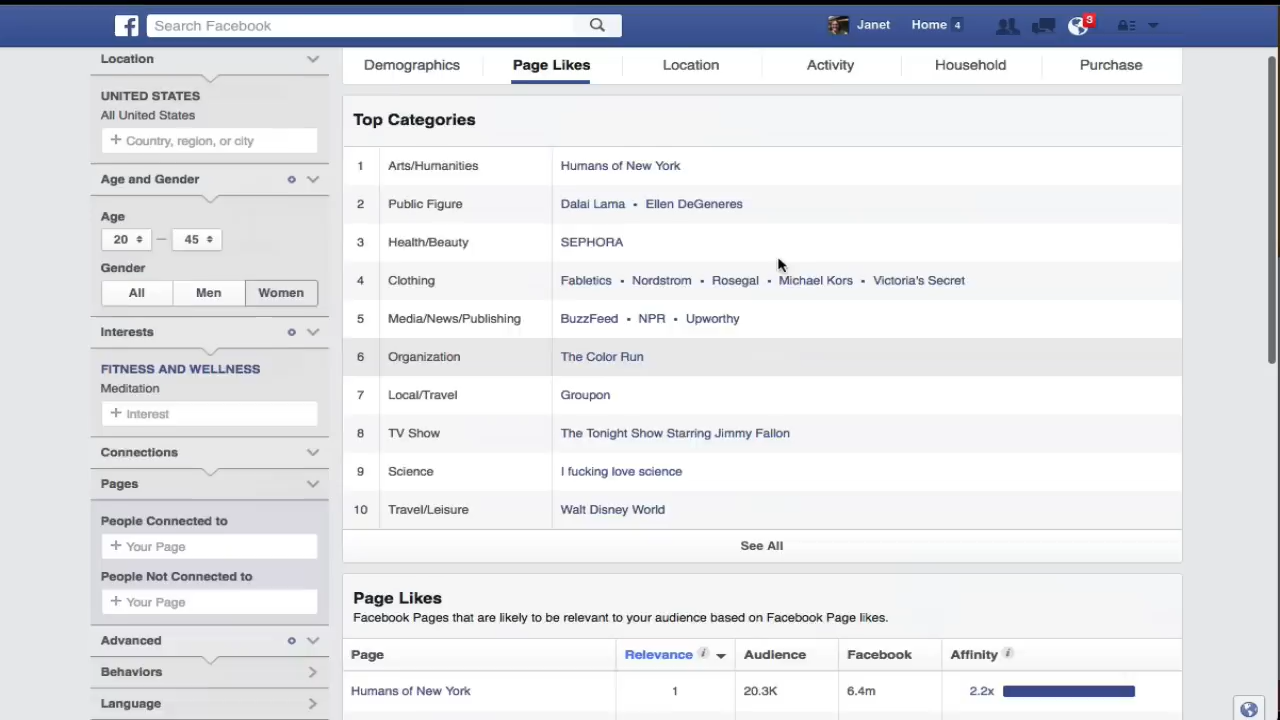 f Search Facebook Janet Home 4 3
Location
UNITED STATES
All United States
+ Country, region, or city
Age and Gender
Age
20 — 45
Gender
All Men Women
Interests
FITNESS AND WELLNESS
Meditation
+ Interest
Connections
Pages
People Connected to
+ Your Page
People Not Connected to
+ Your Page
Advanced
Behaviors
Language
Demographics Page Likes Location Activity Household Purchase
Top Categories
1 Arts/Humanities Humans of New York
2 Public Figure Dalai Lama • Ellen DeGeneres
3 Health/Beauty SEPHORA
4 Clothing Fabletics • Nordstrom • Rosegal • Michael Kors • Victoria's Secret
5 Media/News/Publishing BuzzFeed • NPR • Upworthy
6 Organization The Color Run
7 Local/Travel Groupon
8 TV Show The Tonight Show Starring Jimmy Fallon
9 Science I fucking love science
10 Travel/Leisure Walt Disney World
See All
Page Likes
Facebook Pages that are likely to be relevant to your audience based on Facebook Page likes.
Page Relevance i Audience Facebook Affinity i
Humans of New York 1 20.3K 6.4m 2.2x